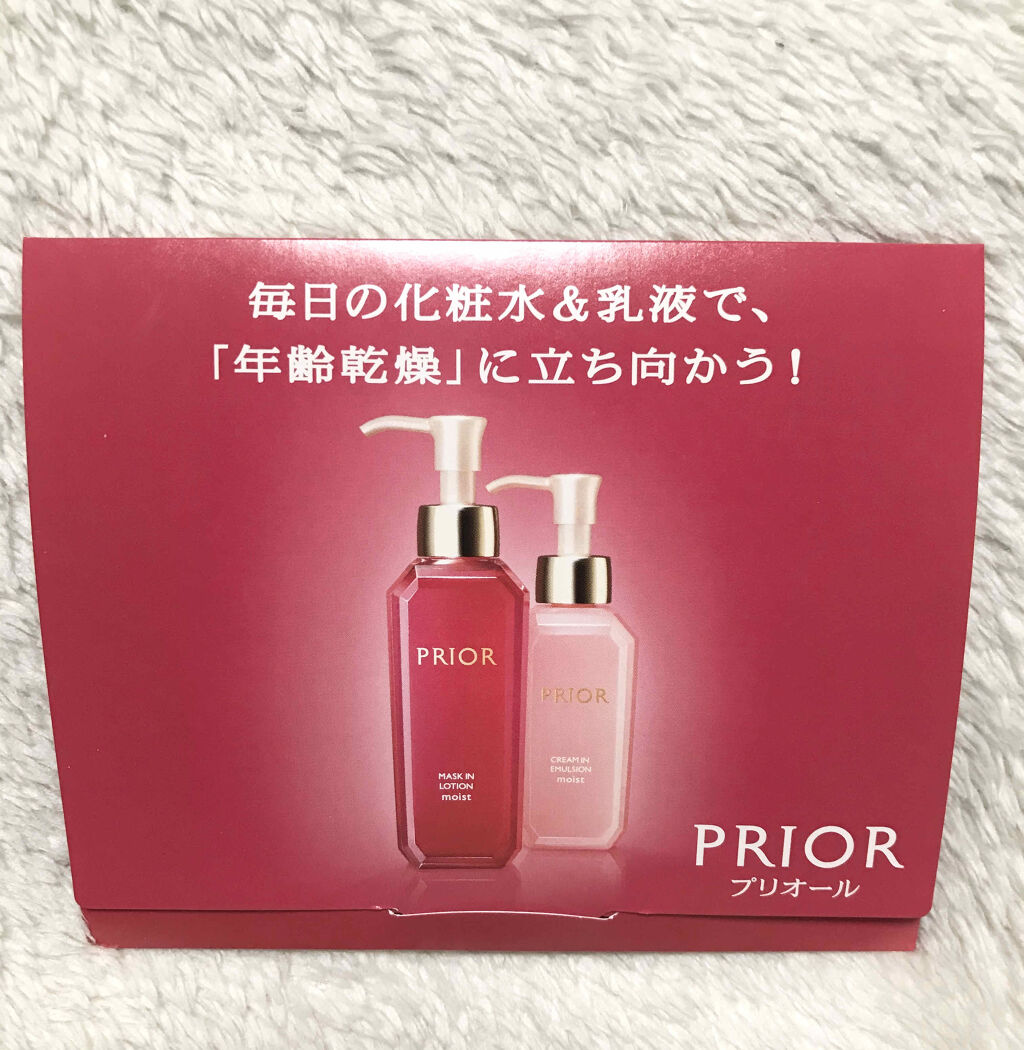 毎日の化粧水&乳液で、
「年齢乾燥」に立ち向かう!
PRIOR
MASK IN
LOTION
moist
PRIOR
CREAM IN
EMULSION
moist
PRIOR
プリオール